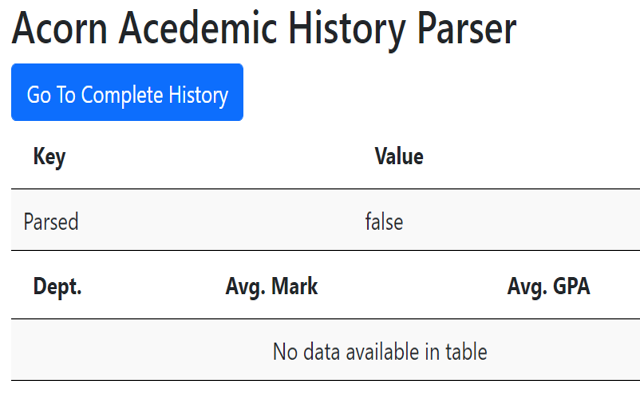 Acorn Acedemic History Parser
Go To Complete History
Key Value
Parsed false
Dept. Avg. Mark Avg. GPA
No data available in table